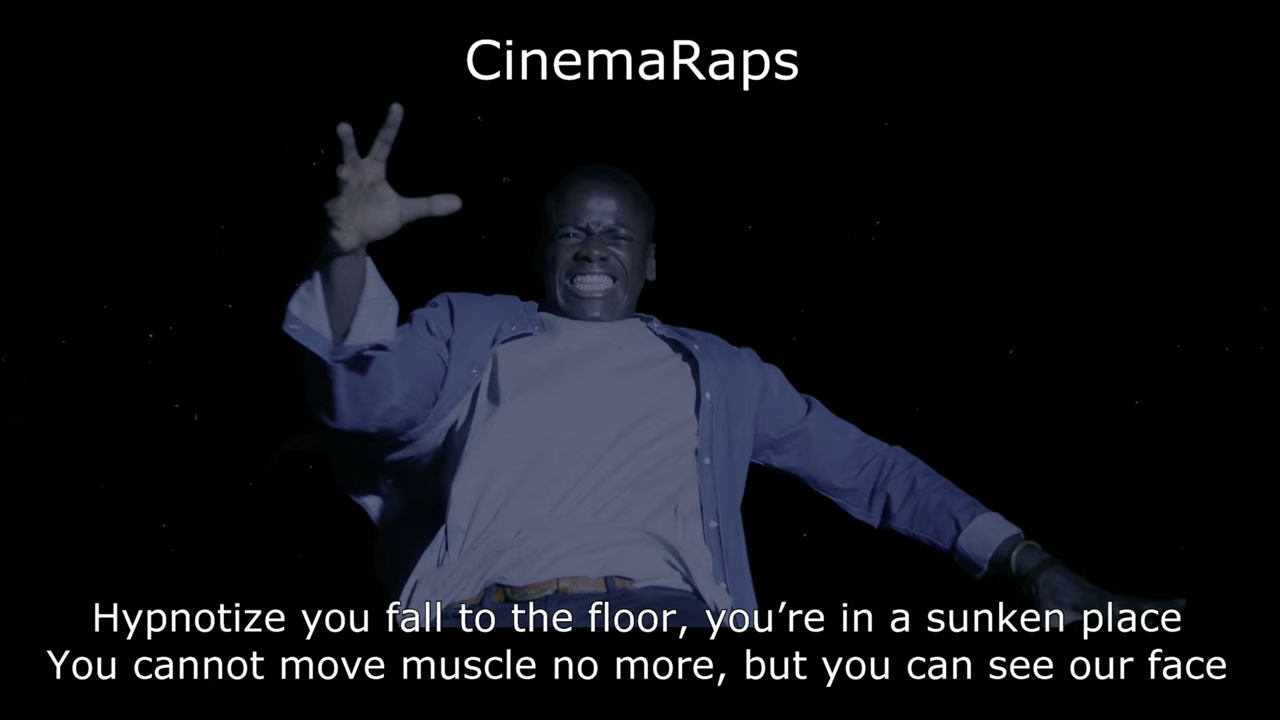 CinemaRaps
Hypnotize you fall to the floor, you’re in a sunken place
You cannot move muscle no more, but you can see our face